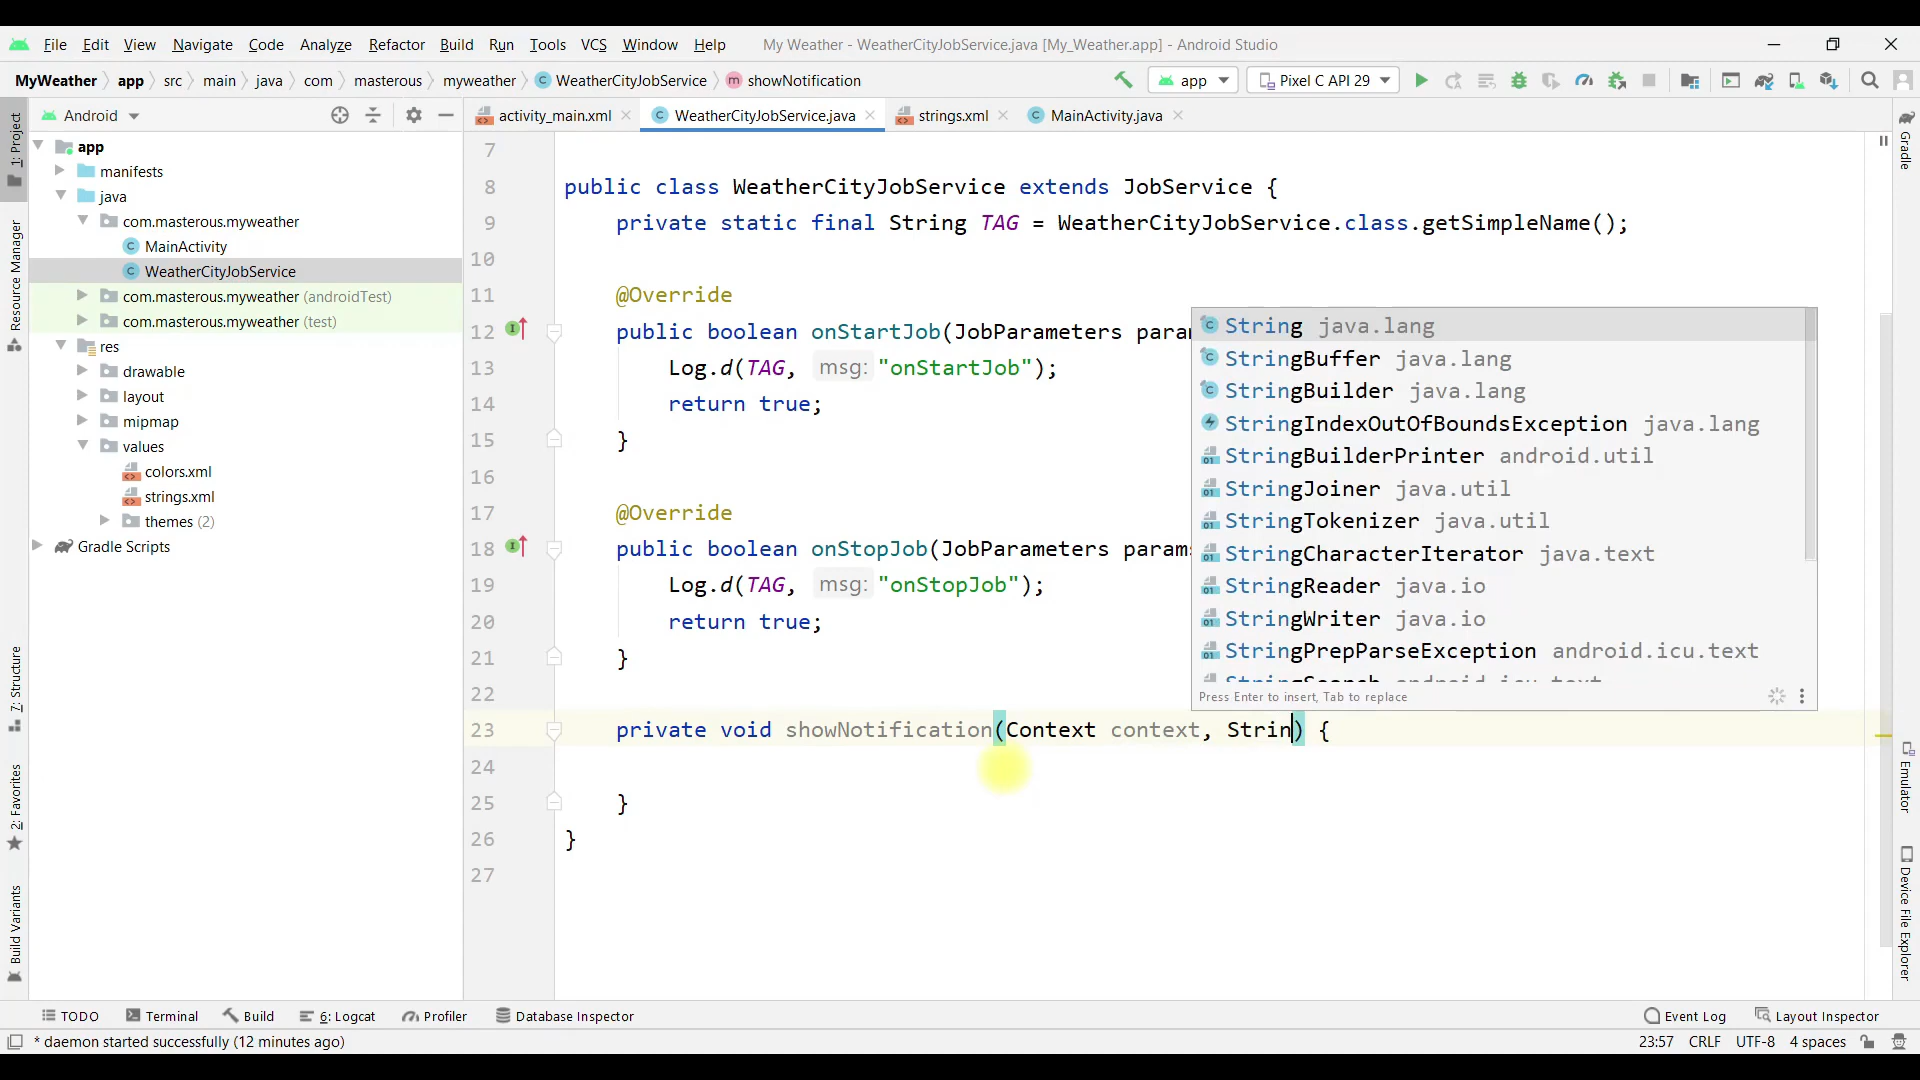 File Edit View Navigate Code Analyze Refactor Build Run Tools VCS Window Help My Weather - WeatherCityJobService.java [My_Weather.app] - Android Studio
MyWeather app src main java com masterous myweather WeatherCityJobService showNotification app Pixel C API 29
Android
activity_main.xml WeatherCityJobService.java strings.xml MainActivity.java
1: Project
Resource Manager
7: Structure
2: Favorites
Build Variants
app
manifests
java
com.masterous.myweather
MainActivity
WeatherCityJobService
com.masterous.myweather (androidTest)
com.masterous.myweather (test)
res
drawable
layout
mipmap
values
colors.xml
strings.xml
themes (2)
Gradle Scripts
7
8 public class WeatherCityJobService extends JobService {
9 private static final String TAG = WeatherCityJobService.class.getSimpleName();
10
11 @Override
12 public boolean onStartJob(JobParameters para
13 Log.d(TAG, msg: "onStartJob");
14 return true;
15 }
16
17 @Override
18 public boolean onStopJob(JobParameters param
19 Log.d(TAG, msg: "onStopJob");
20 return true;
21 }
22
23 private void showNotification(Context context, Strin) {
24
25 }
26 }
27
String java.lang
StringBuffer java.lang
StringBuilder java.lang
StringIndexOutOfBoundsException java.lang
StringBuilderPrinter android.util
StringJoiner java.util
StringTokenizer java.util
StringCharacterIterator java.text
StringReader java.io
StringWriter java.io
StringPrepParseException android.icu.text
Press Enter to insert, Tab to replace
Gradle
Emulator
Device File Explorer
TODO Terminal Build 6: Logcat Profiler Database Inspector Event Log Layout Inspector
* daemon started successfully (12 minutes ago) 23:57 CRLF UTF-8 4 spaces